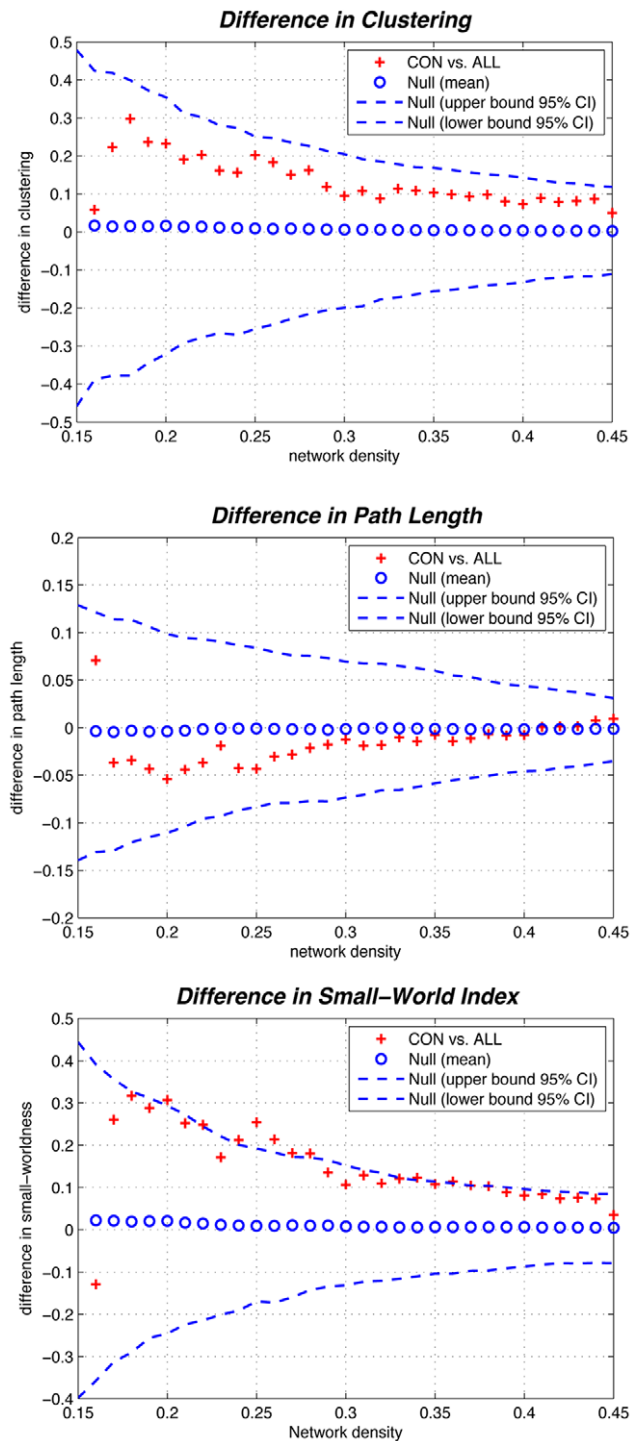 Difference in Clustering
0.5
0.4
0.3
0.2
0.1
0
−0.1
−0.2
−0.3
−0.4
−0.5
difference in clustering
CON vs. ALL
Null (mean)
Null (upper bound 95% CI)
Null (lower bound 95% CI)
0.15 0.2 0.25 0.3 0.35 0.4 0.45
network density
Difference in Path Length
0.2
0.15
0.1
0.05
0
−0.05
−0.1
−0.15
−0.2
difference in path length
CON vs. ALL
Null (mean)
Null (upper bound 95% CI)
Null (lower bound 95% CI)
0.15 0.2 0.25 0.3 0.35 0.4 0.45
network density
Difference in Small−World Index
0.5
0.4
0.3
0.2
0.1
0
−0.1
−0.2
−0.3
−0.4
difference in small−worldness
CON vs. ALL
Null (mean)
Null (upper bound 95% CI)
Null (lower bound 95% CI)
0.15 0.2 0.25 0.3 0.35 0.4 0.45
Network density